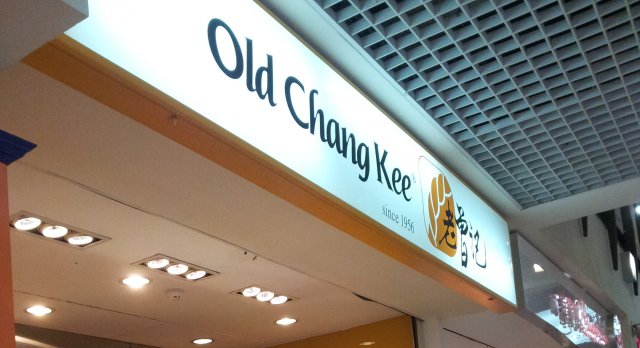 Old Chang Kee
since 1956
老曾记